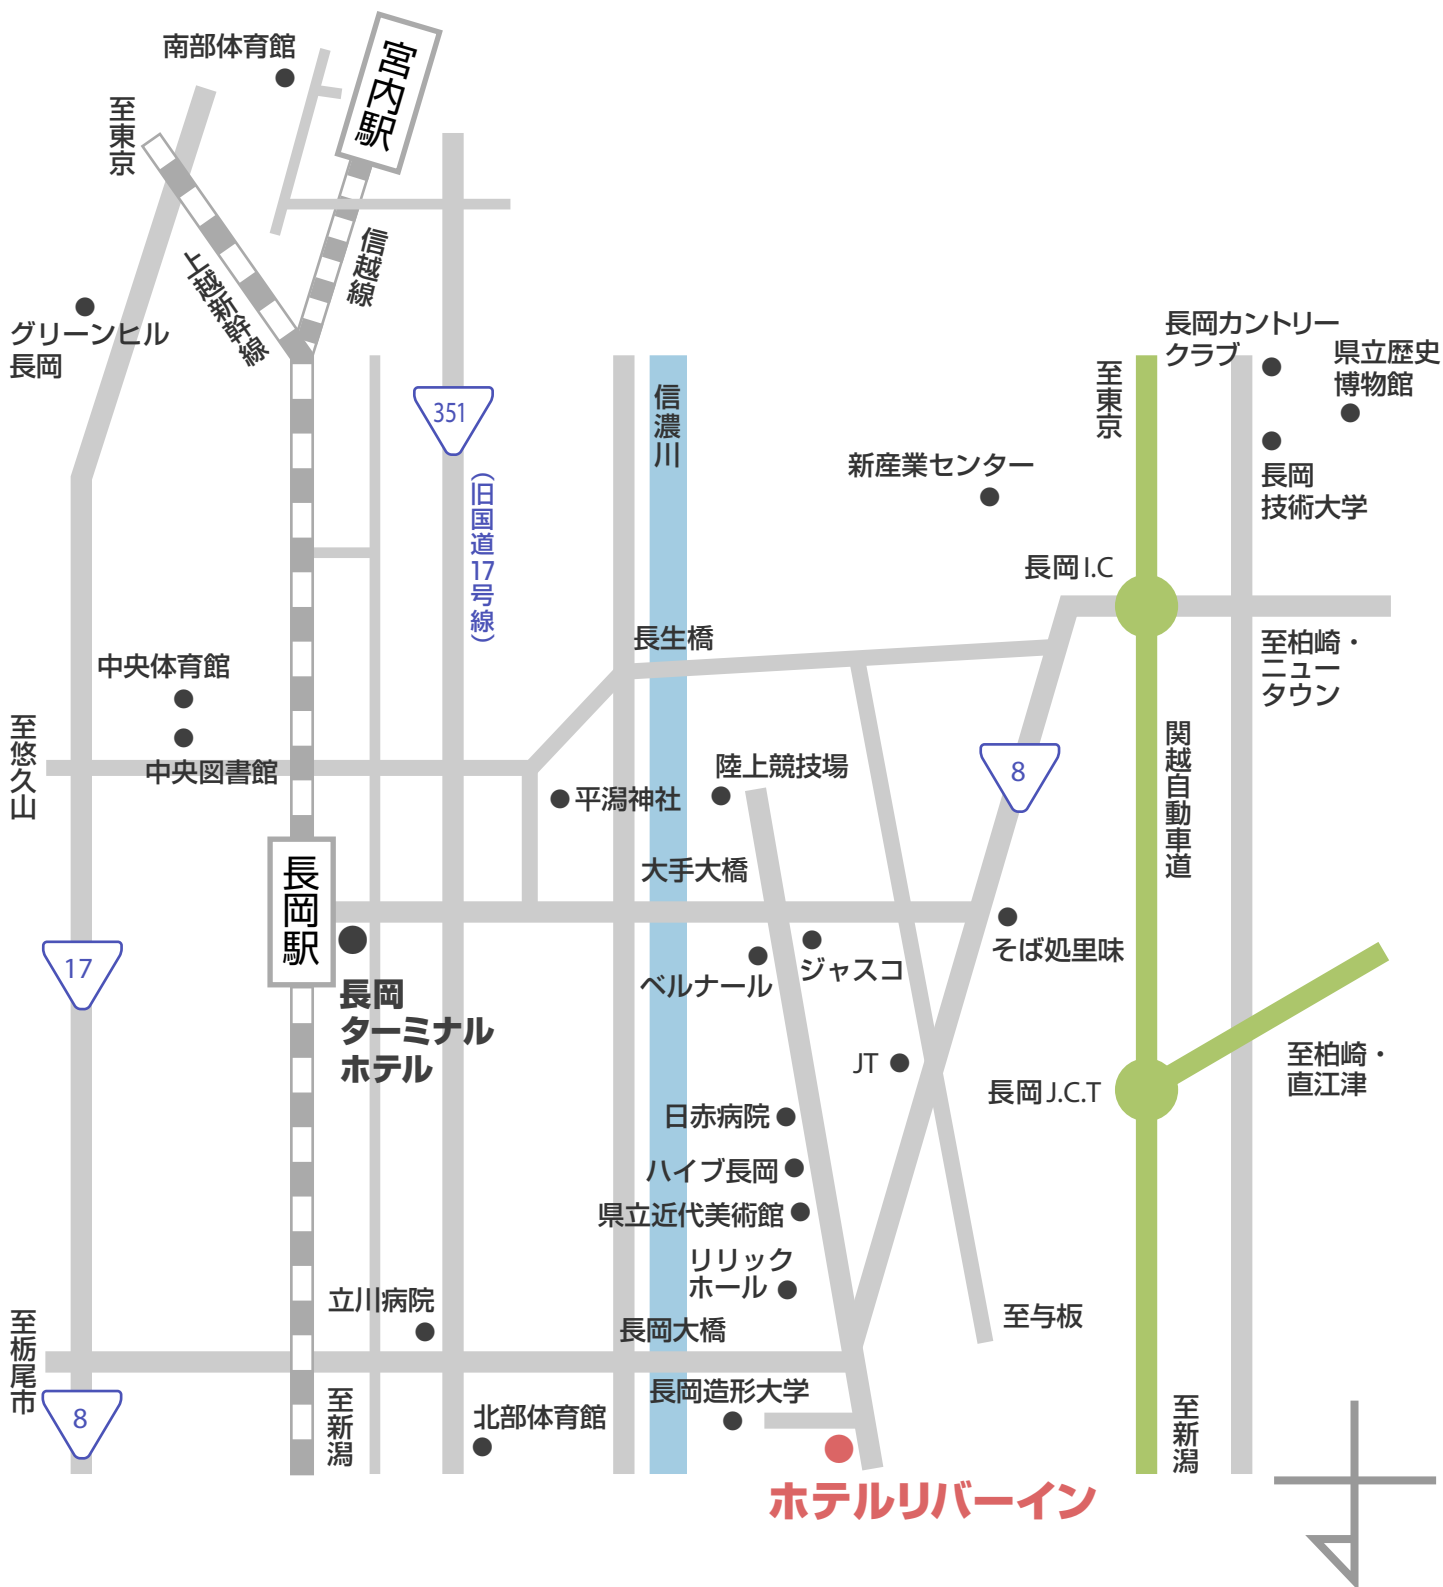 南部体育館
宮内駅
至東京
信越線
上越新幹線
グリーンヒル
長岡
351
(旧国道17号線)
信濃川
至東京
長岡カントリー
クラブ
県立歴史
博物館
新産業センター
長岡
技術大学
長岡I.C
長生橋
至柏崎・
ニュー
タウン
中央体育館
至悠久山
中央図書館
陸上競技場
8
関越自動車道
平潟神社
大手大橋
長岡駅
17
そば処里味
ジャスコ
ベルナール
長岡
ターミナル
ホテル
JT
長岡J.C.T
至柏崎・
直江津
日赤病院
ハイブ長岡
県立近代美術館
リリック
ホール
立川病院
長岡大橋
至与板
至栃尾市
8
至新潟
長岡造形大学
北部体育館
至新潟
ホテルリバーイン